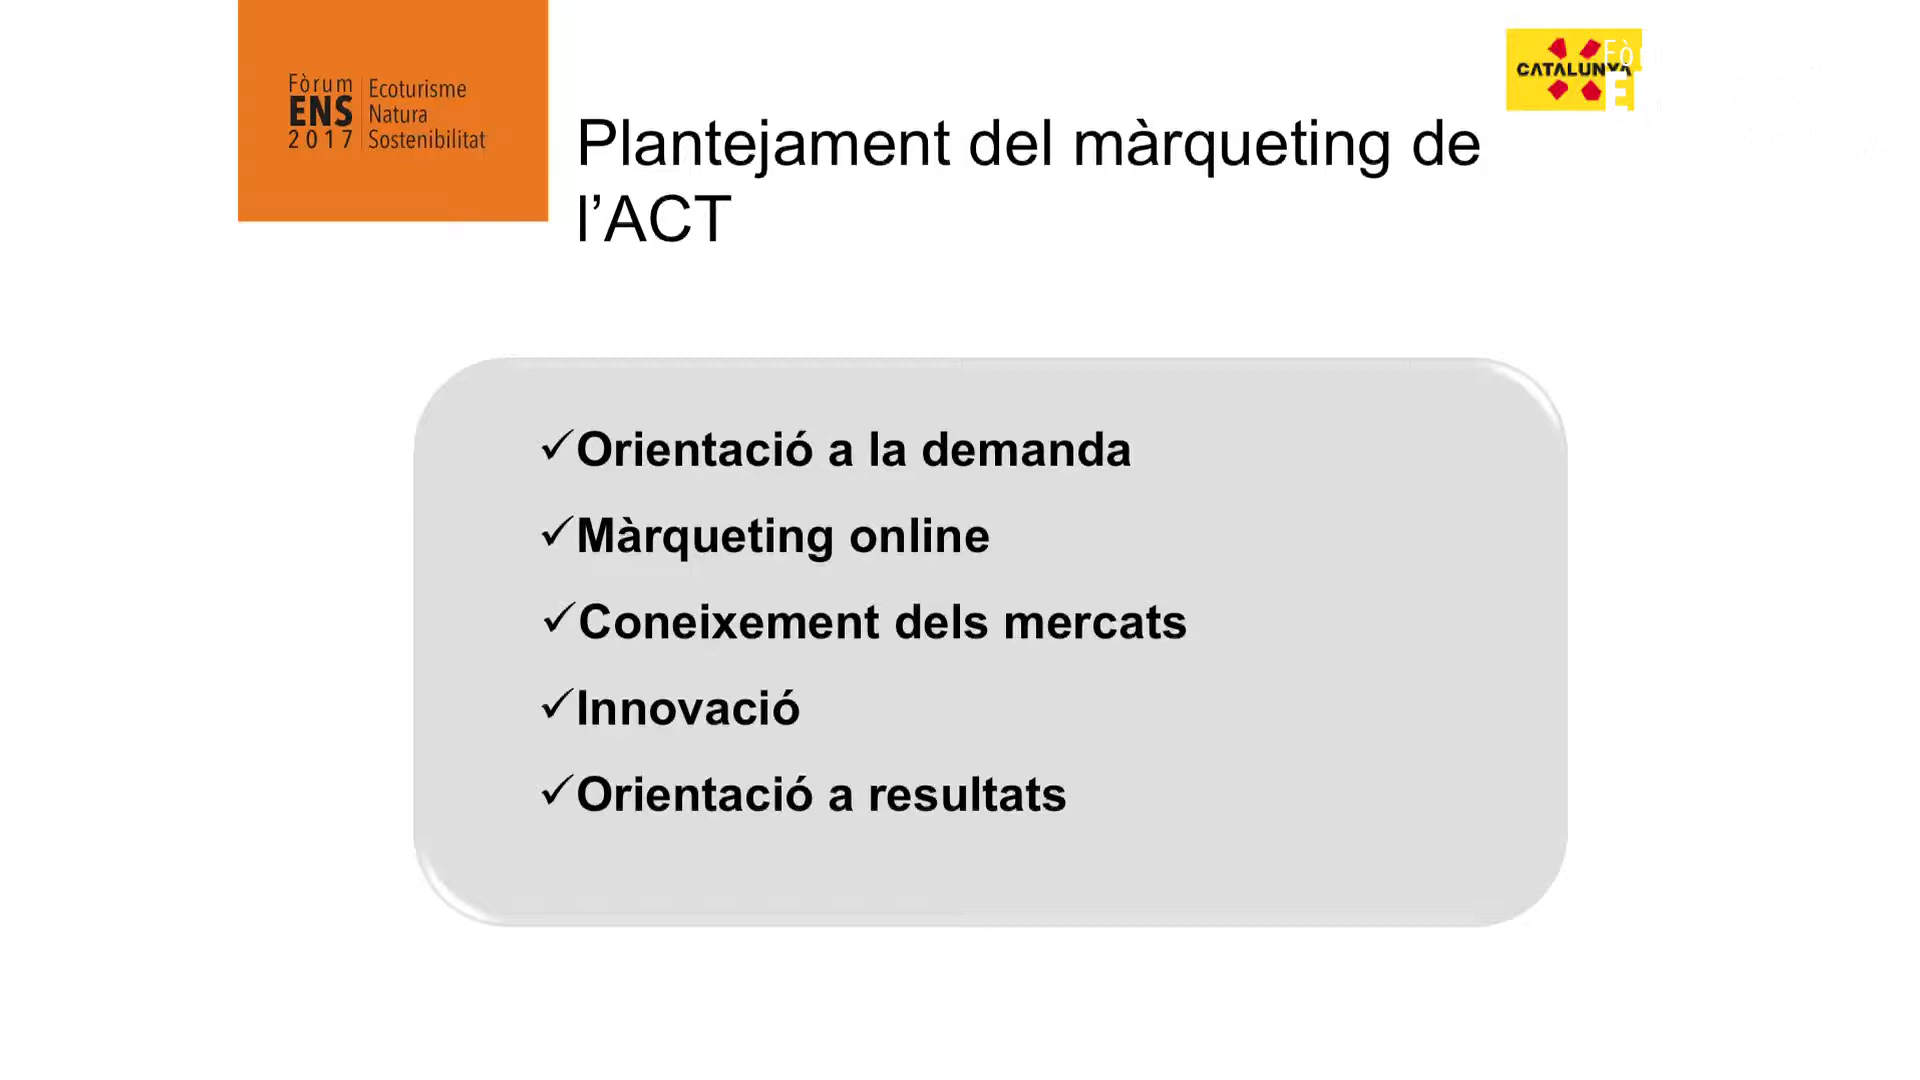 Fòrum
ENS
2017
Ecoturisme
Natura
Sostenibilitat
CATALUNYA
Plantejament del màrqueting de
l’ACT
✓Orientació a la demanda
✓Màrqueting online
✓Coneixement dels mercats
✓Innovació
✓Orientació a resultats